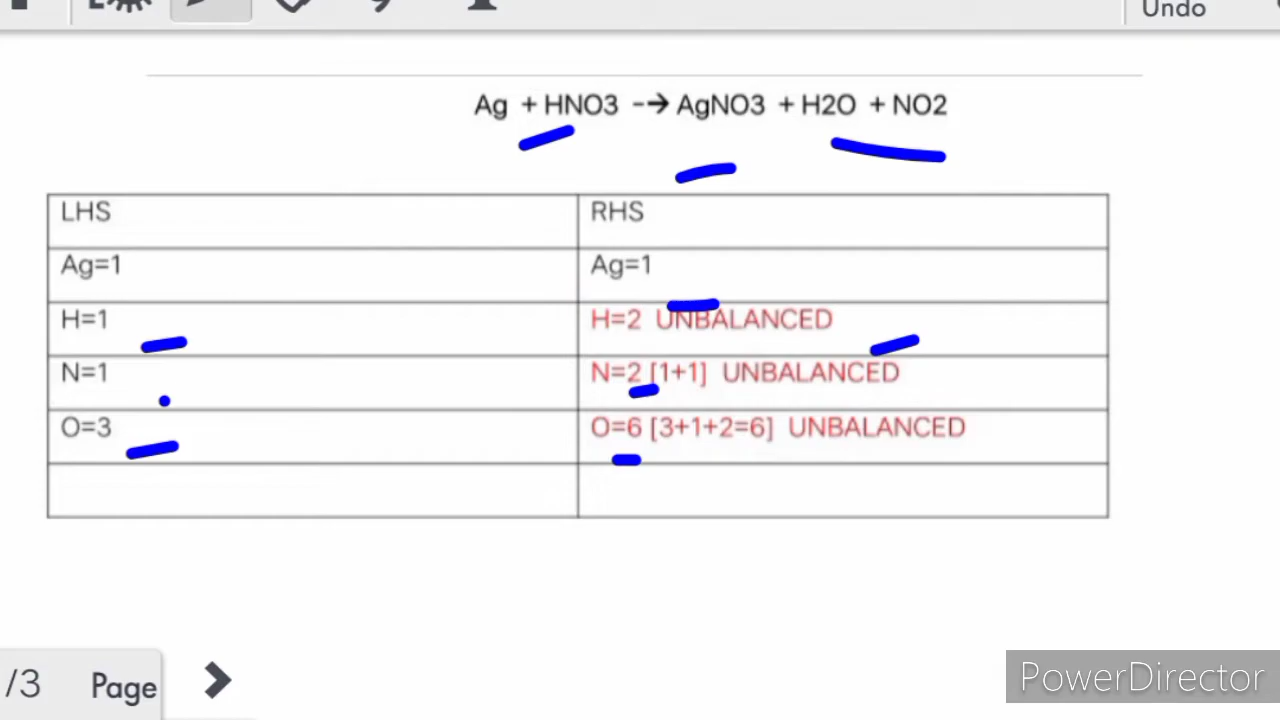 Undo
Ag + HNO3 --→ AgNO3 + H2O + NO2
LHS
RHS
Ag=1
Ag=1
H=1
H=2 UNBALANCED
N=1
N=2 [1+1] UNBALANCED
O=3
O=6 [3+1+2=6] UNBALANCED
/3 Page
PowerDirector